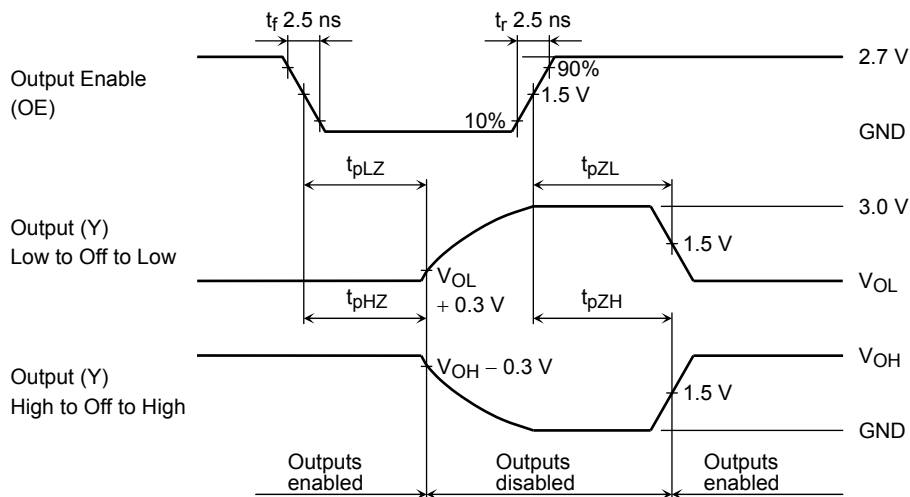 tf 2.5 ns
tr 2.5 ns
2.7 V
90%
Output Enable
(OE)
1.5 V
10%
GND
tpLZ
tpZL
3.0 V
Output (Y)
Low to Off to Low
1.5 V
VOL
+ 0.3 V
VOL
tpHZ
tpZH
VOH
VOH − 0.3 V
Output (Y)
High to Off to High
1.5 V
GND
Outputs
enabled
Outputs
disabled
Outputs
enabled